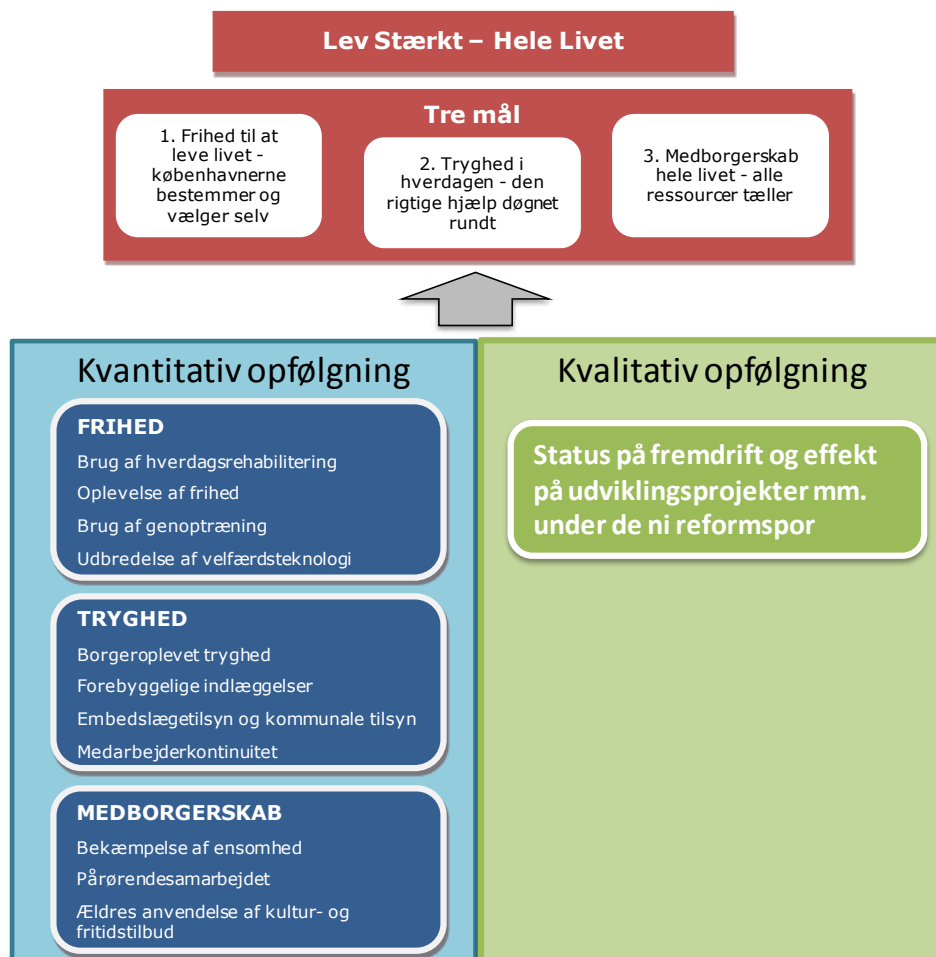 Lev Stærkt – Hele Livet
Tre mål
1. Frihed til at
leve livet -
københavnerne
bestemmer og
vælger selv
2. Tryghed i
hverdagen - den
rigtige hjælp døgnet
rundt
3. Medborgerskab
hele livet - alle
ressourcer tæller
Kvantitativ opfølgning
FRIHED
Brug af hverdagsrehabilitering
Oplevelse af frihed
Brug af genoptræning
Udbredelse af velfærdsteknologi
TRYGHED
Borgeroplevet tryghed
Forebyggelige indlæggelser
Embedslægetilsyn og kommunale tilsyn
Medarbejderkontinuitet
MEDBORGERSKAB
Bekæmpelse af ensomhed
Pårørendesamarbejdet
Ældres anvendelse af kultur- og
fritidstilbud
Kvalitativ opfølgning
Status på fremdrift og effekt
på udviklingsprojekter mm.
under de ni reformspor